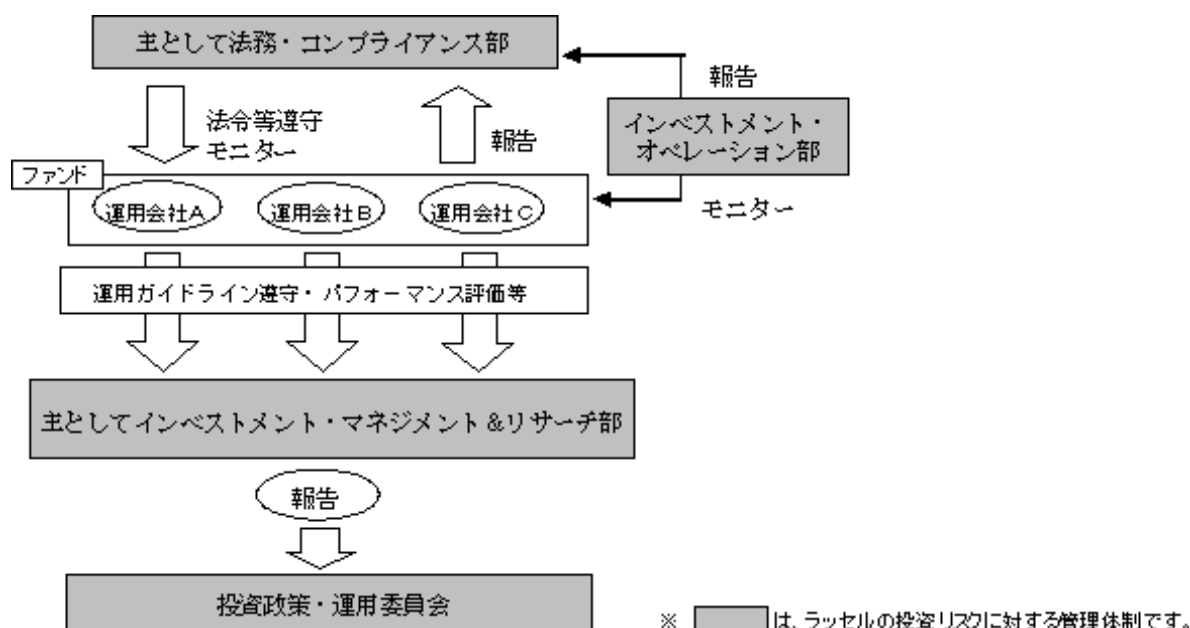 主として法務・コンプライアンス部
報告
法令等遵守
モニター
報告
インベストメント・
オペレーション部
ファンド
運用会社A
運用会社B
運用会社C
モニター
運用ガイドライン遵守・パフォーマンス評価等
主としてインベストメント・マネジメント&リサーチ部
報告
投資政策・運用委員会
※ は、ラッセルの投資リスクに対する管理体制です。